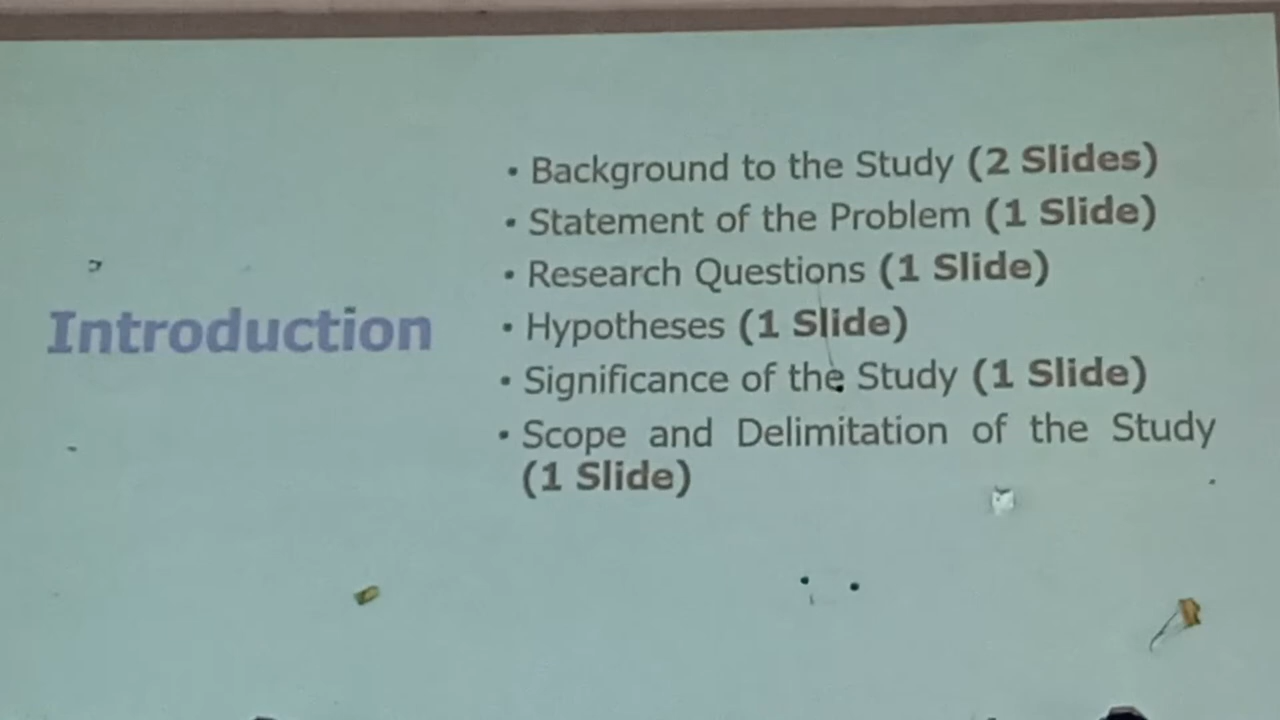 Introduction
• Background to the Study (2 Slides)
• Statement of the Problem (1 Slide)
• Research Questions (1 Slide)
• Hypotheses (1 Slide)
• Significance of the Study (1 Slide)
• Scope and Delimitation of the Study
(1 Slide)